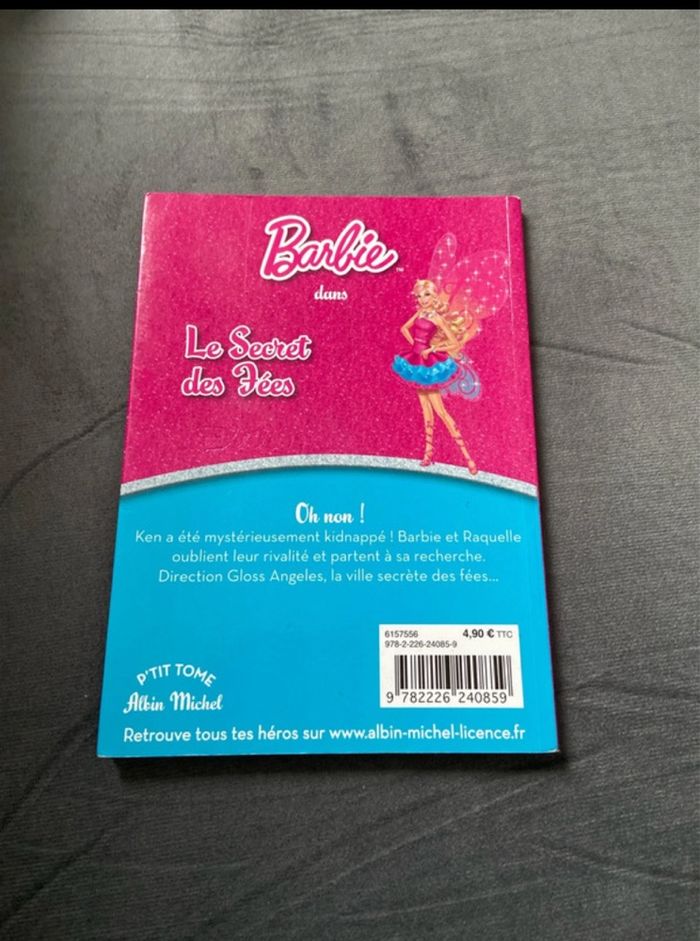 Barbie™
dans
Le Secret
des Fées
Oh non !
Ken a été mystérieusement kidnappé ! Barbie et Raquelle
oublient leur rivalité et partent à sa recherche.
Direction Gloss Angeles, la ville secrète des fées...
6157556 4,90 € TTC
978-2-226-24085-9
9 782226 240859
P'TIT TOME
Albin Michel
Retrouve tous tes héros sur www.albin-michel-licence.fr